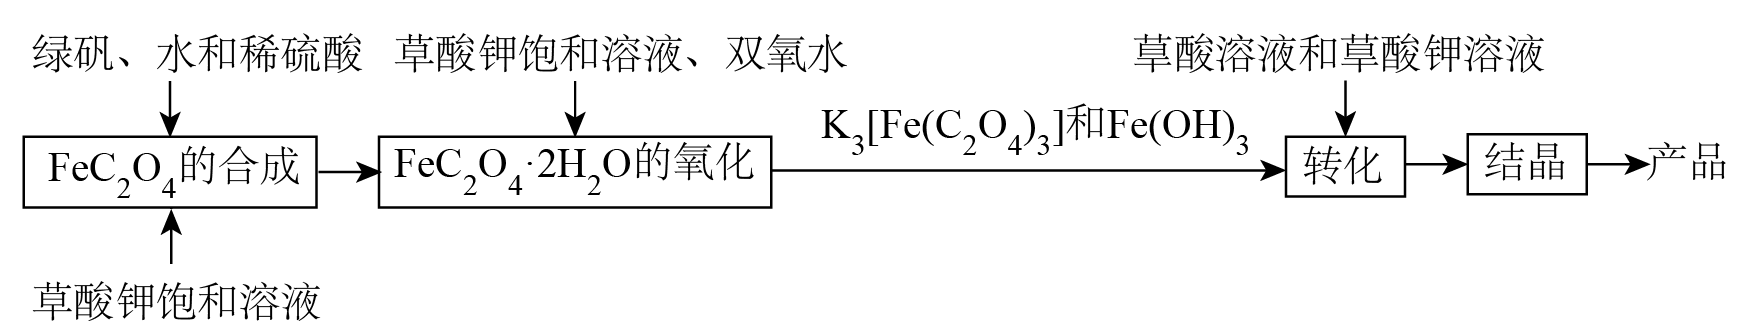 绿矾、水和稀硫酸
草酸钾饱和溶液、双氧水
草酸溶液和草酸钾溶液
K₃[Fe(C₂O₄)₃]和Fe(OH)₃
FeC₂O₄的合成
FeC₂O₄·2H₂O的氧化
转化
结晶
产品
草酸钾饱和溶液